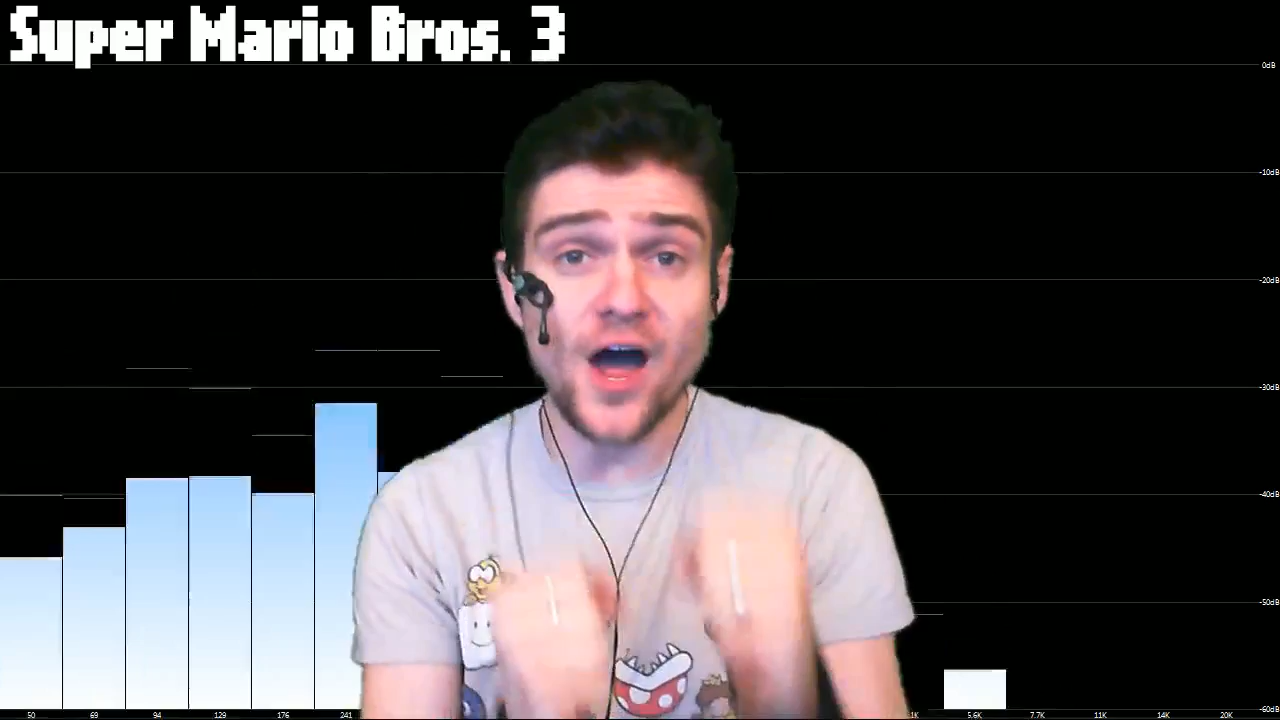 Super Mario Bros. 3
0dB
-10dB
-20dB
-30dB
-40dB
-50dB
-60dB
50 69 94 129 176 241 5.6K 7.7K 11K 14K 20K